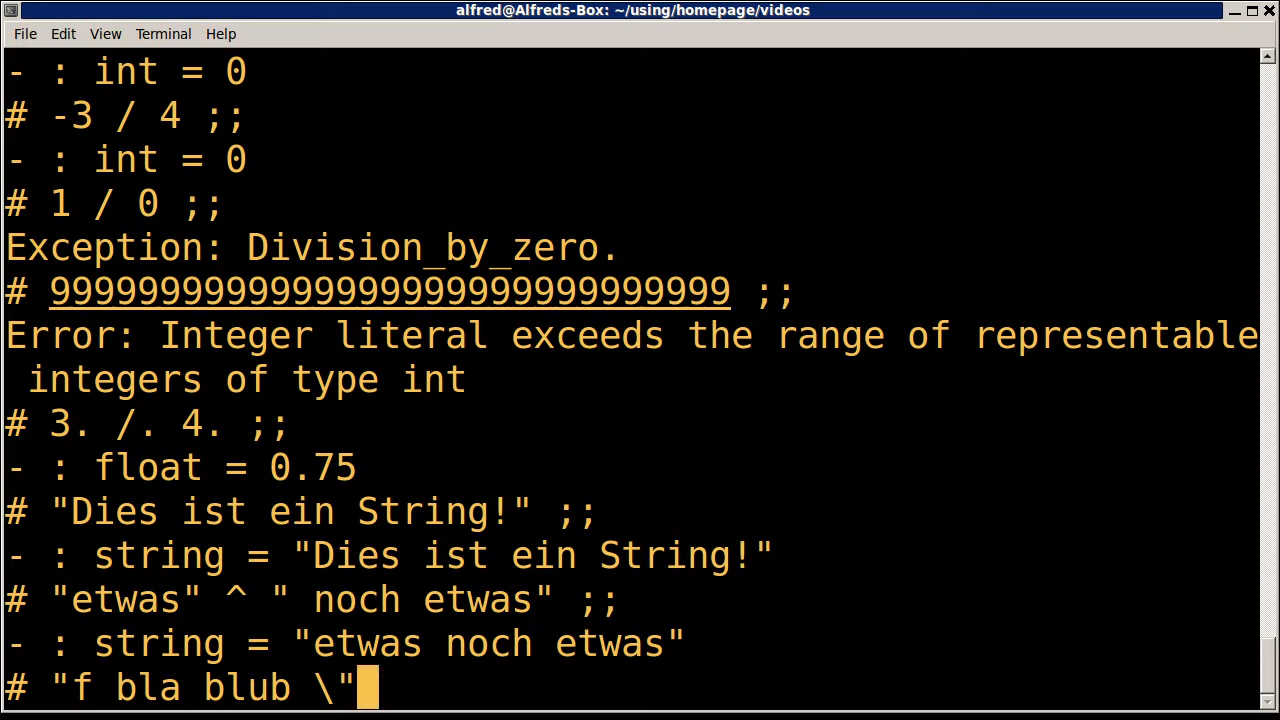 alfred@Alfreds-Box: ~/using/homepage/videos
File Edit View Terminal Help
- : int = 0
# -3 / 4 ;;
- : int = 0
# 1 / 0 ;;
Exception: Division_by_zero.
# 9999999999999999999999999999999 ;;
Error: Integer literal exceeds the range of representable
 integers of type int
# 3. /. 4. ;;
- : float = 0.75
# "Dies ist ein String!" ;;
- : string = "Dies ist ein String!"
# "etwas" ^ " noch etwas" ;;
- : string = "etwas noch etwas"
# "f bla blub \"